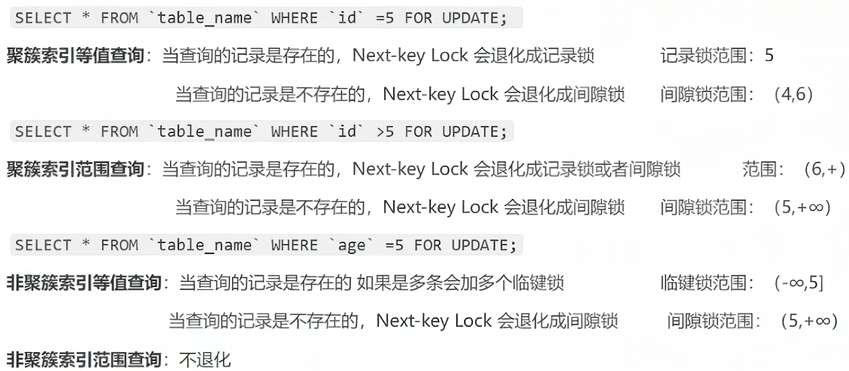 SELECT * FROM `table_name` WHERE `id` =5 FOR UPDATE;
聚簇索引等值查询：当查询的记录是存在的，Next-key Lock 会退化成记录锁 记录锁范围：5
当查询的记录是不存在的，Next-key Lock 会退化成间隙锁 间隙锁范围：（4,6）
SELECT * FROM `table_name` WHERE `id` >5 FOR UPDATE;
聚簇索引范围查询：当查询的记录是存在的，Next-key Lock 会退化成记录锁或者间隙锁 范围：（6,+）
当查询的记录是不存在的，Next-key Lock 会退化成间隙锁 间隙锁范围：（5,+∞）
SELECT * FROM `table_name` WHERE `age` =5 FOR UPDATE;
非聚簇索引等值查询：当查询的记录是存在的 如果是多条会加多个临键锁 临键锁范围：（-∞,5]
当查询的记录是不存在的，Next-key Lock 会退化成间隙锁 间隙锁范围：（5,+∞）
非聚簇索引范围查询：不退化